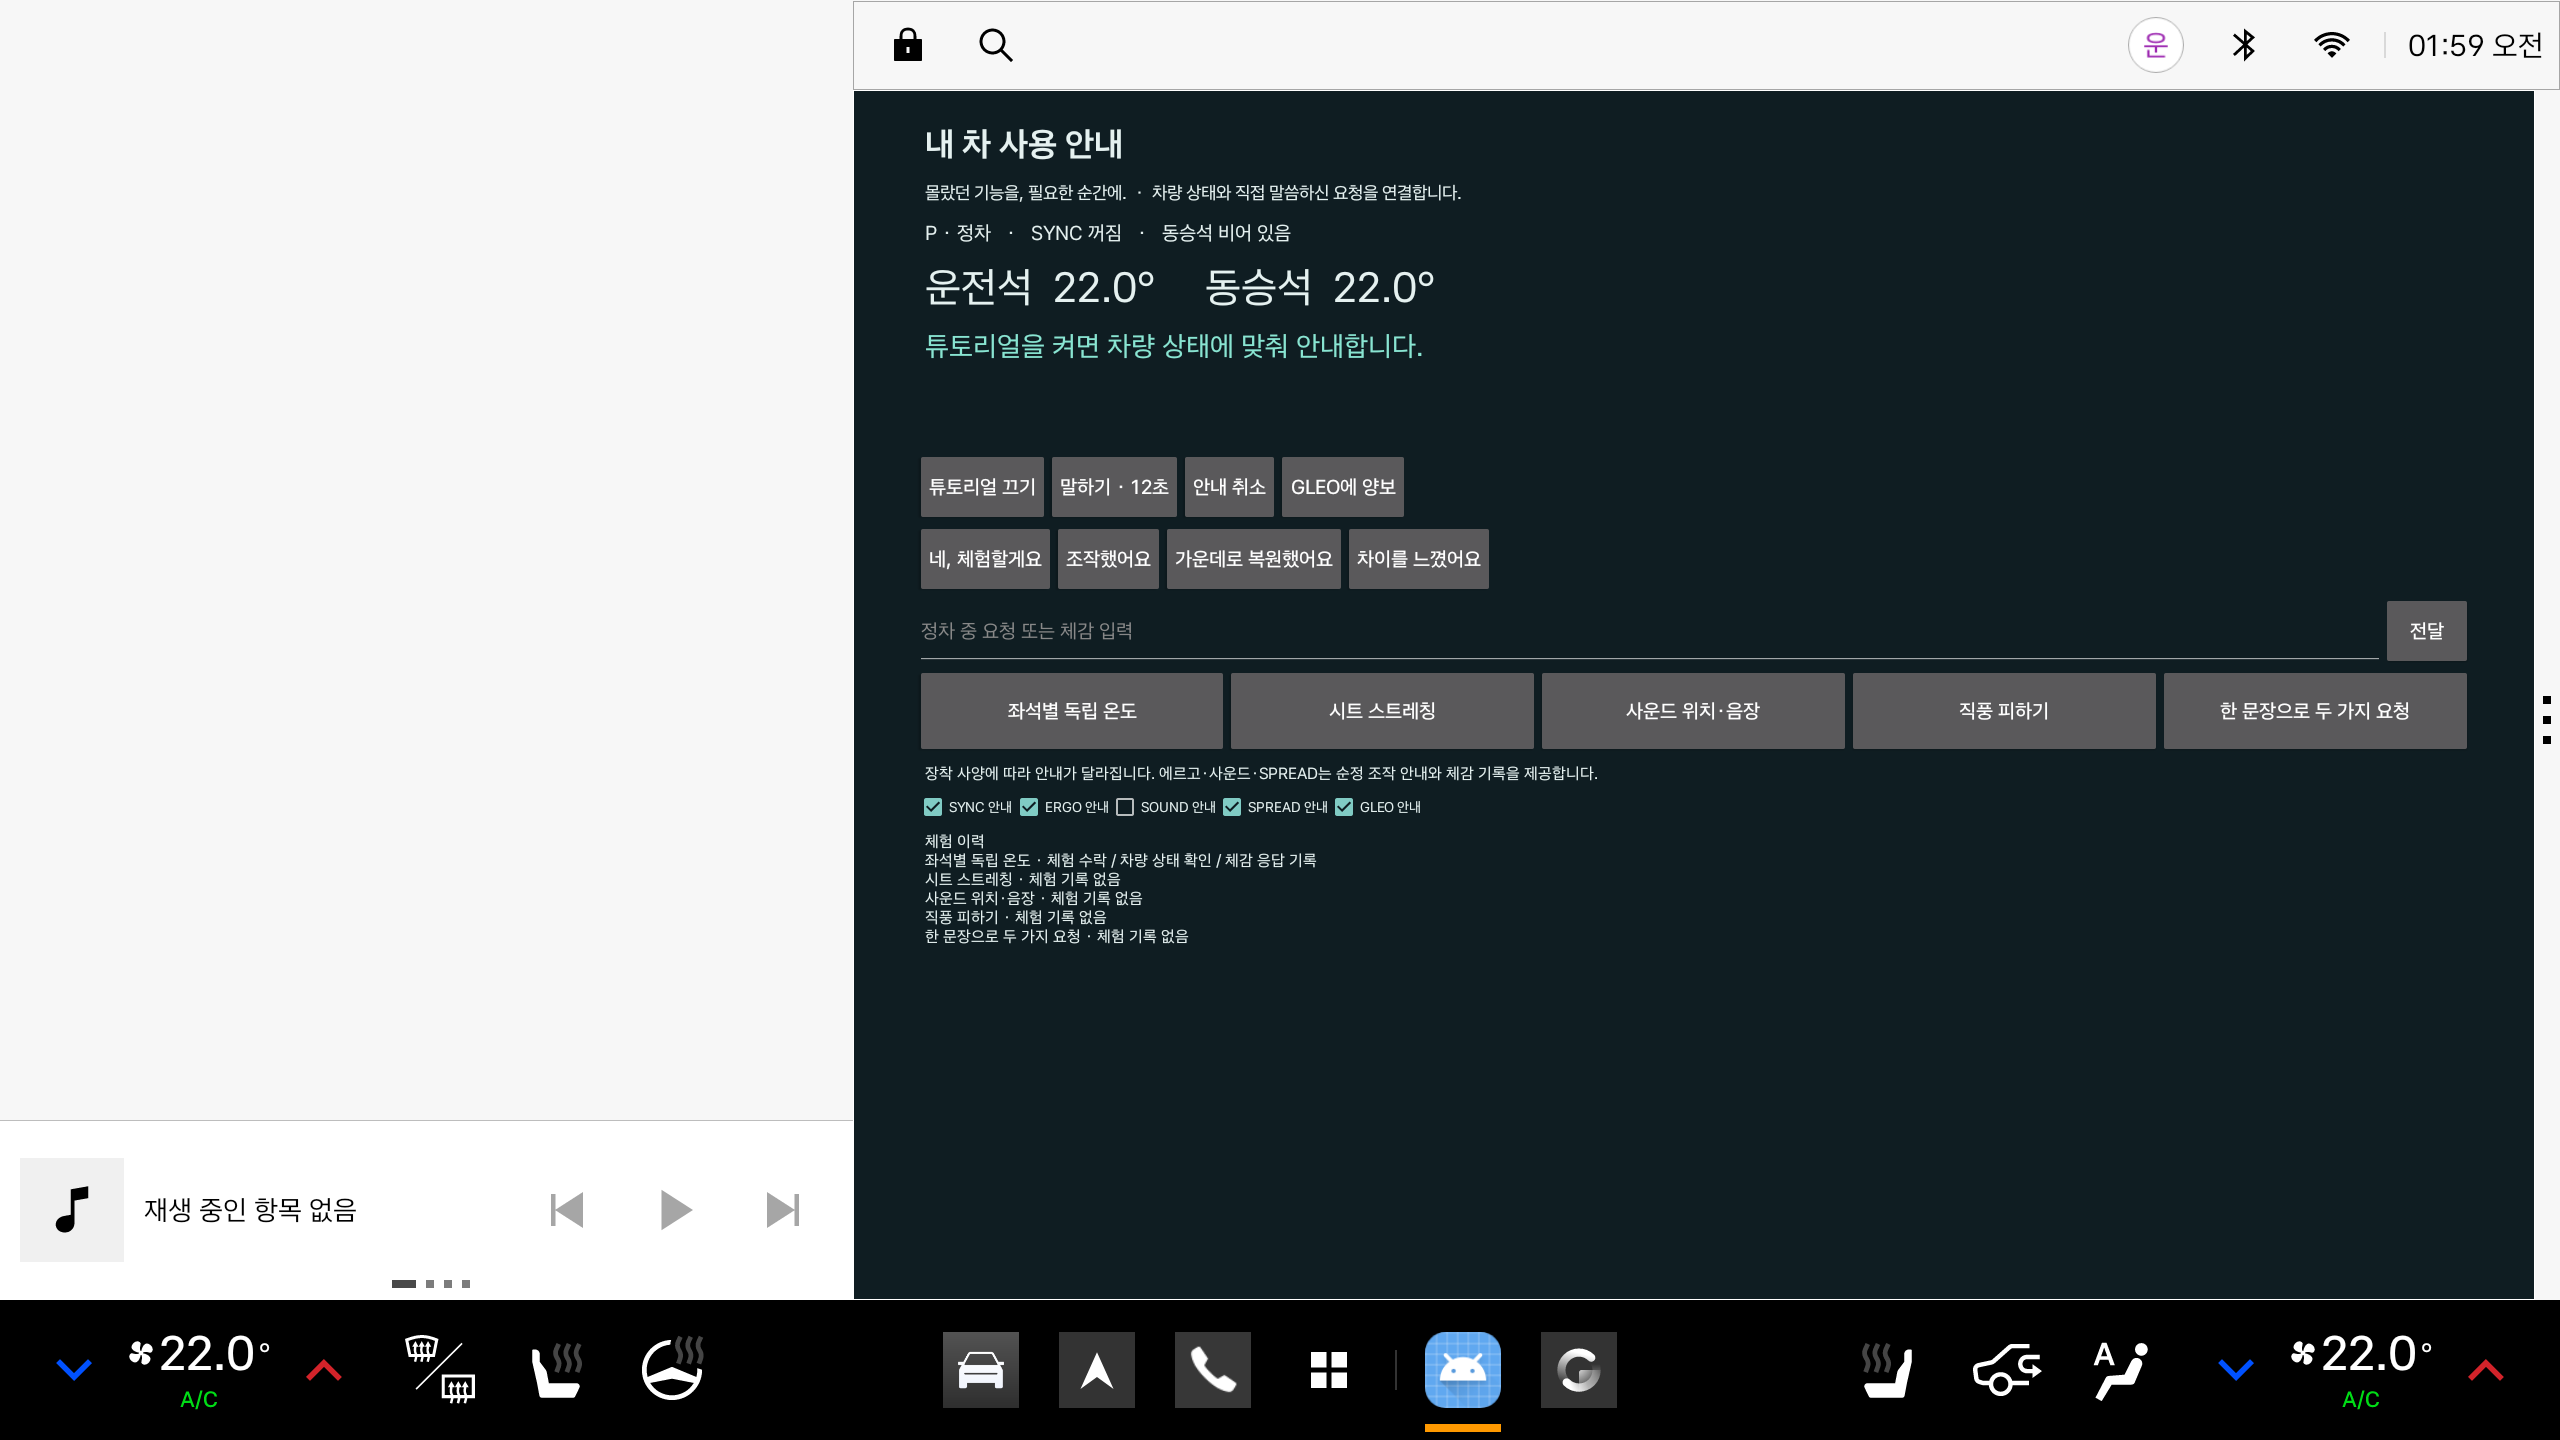 운
01:59 오전
내 차 사용 안내
몰랐던 기능을, 필요한 순간에. · 차량 상태와 직접 말씀하신 요청을 연결합니다.
P · 정차 · SYNC 꺼짐 · 동승석 비어 있음
운전석 22.0° 동승석 22.0°
튜토리얼을 켜면 차량 상태에 맞춰 안내합니다.
튜토리얼 끄기 말하기 · 12초 안내 취소 GLEO에 양보
네, 체험할게요 조작했어요 가운데로 복원했어요 차이를 느꼈어요
정차 중 요청 또는 체감 입력 전달
좌석별 독립 온도 시트 스트레칭 사운드 위치·음장 직풍 피하기 한 문장으로 두 가지 요청
장착 사양에 따라 안내가 달라집니다. 에르고·사운드·SPREAD는 순정 조작 안내와 체감 기록을 제공합니다.
SYNC 안내 ERGO 안내 SOUND 안내 SPREAD 안내 GLEO 안내
체험 이력
좌석별 독립 온도 · 체험 수락 / 차량 상태 확인 / 체감 응답 기록
시트 스트레칭 · 체험 기록 없음
사운드 위치·음장 · 체험 기록 없음
직풍 피하기 · 체험 기록 없음
한 문장으로 두 가지 요청 · 체험 기록 없음
재생 중인 항목 없음
22.0° A 22.0°
A/C A/C